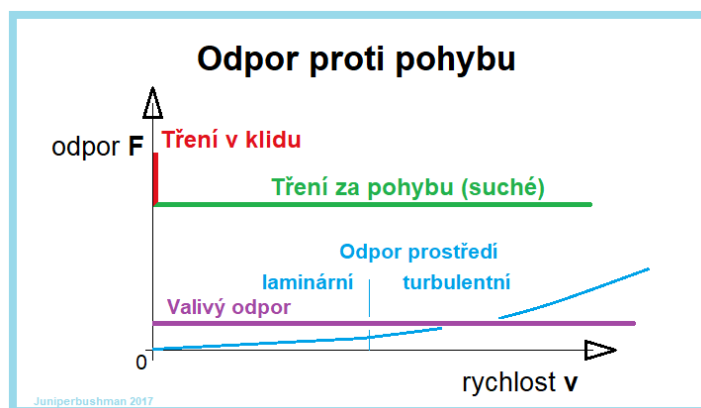 Odpor proti pohybu
odpor F
Tření v klidu
Tření za pohybu (suché)
Odpor prostředí
laminární
turbulentní
Valivý odpor
0
rychlost v
Juniperbushman 2017